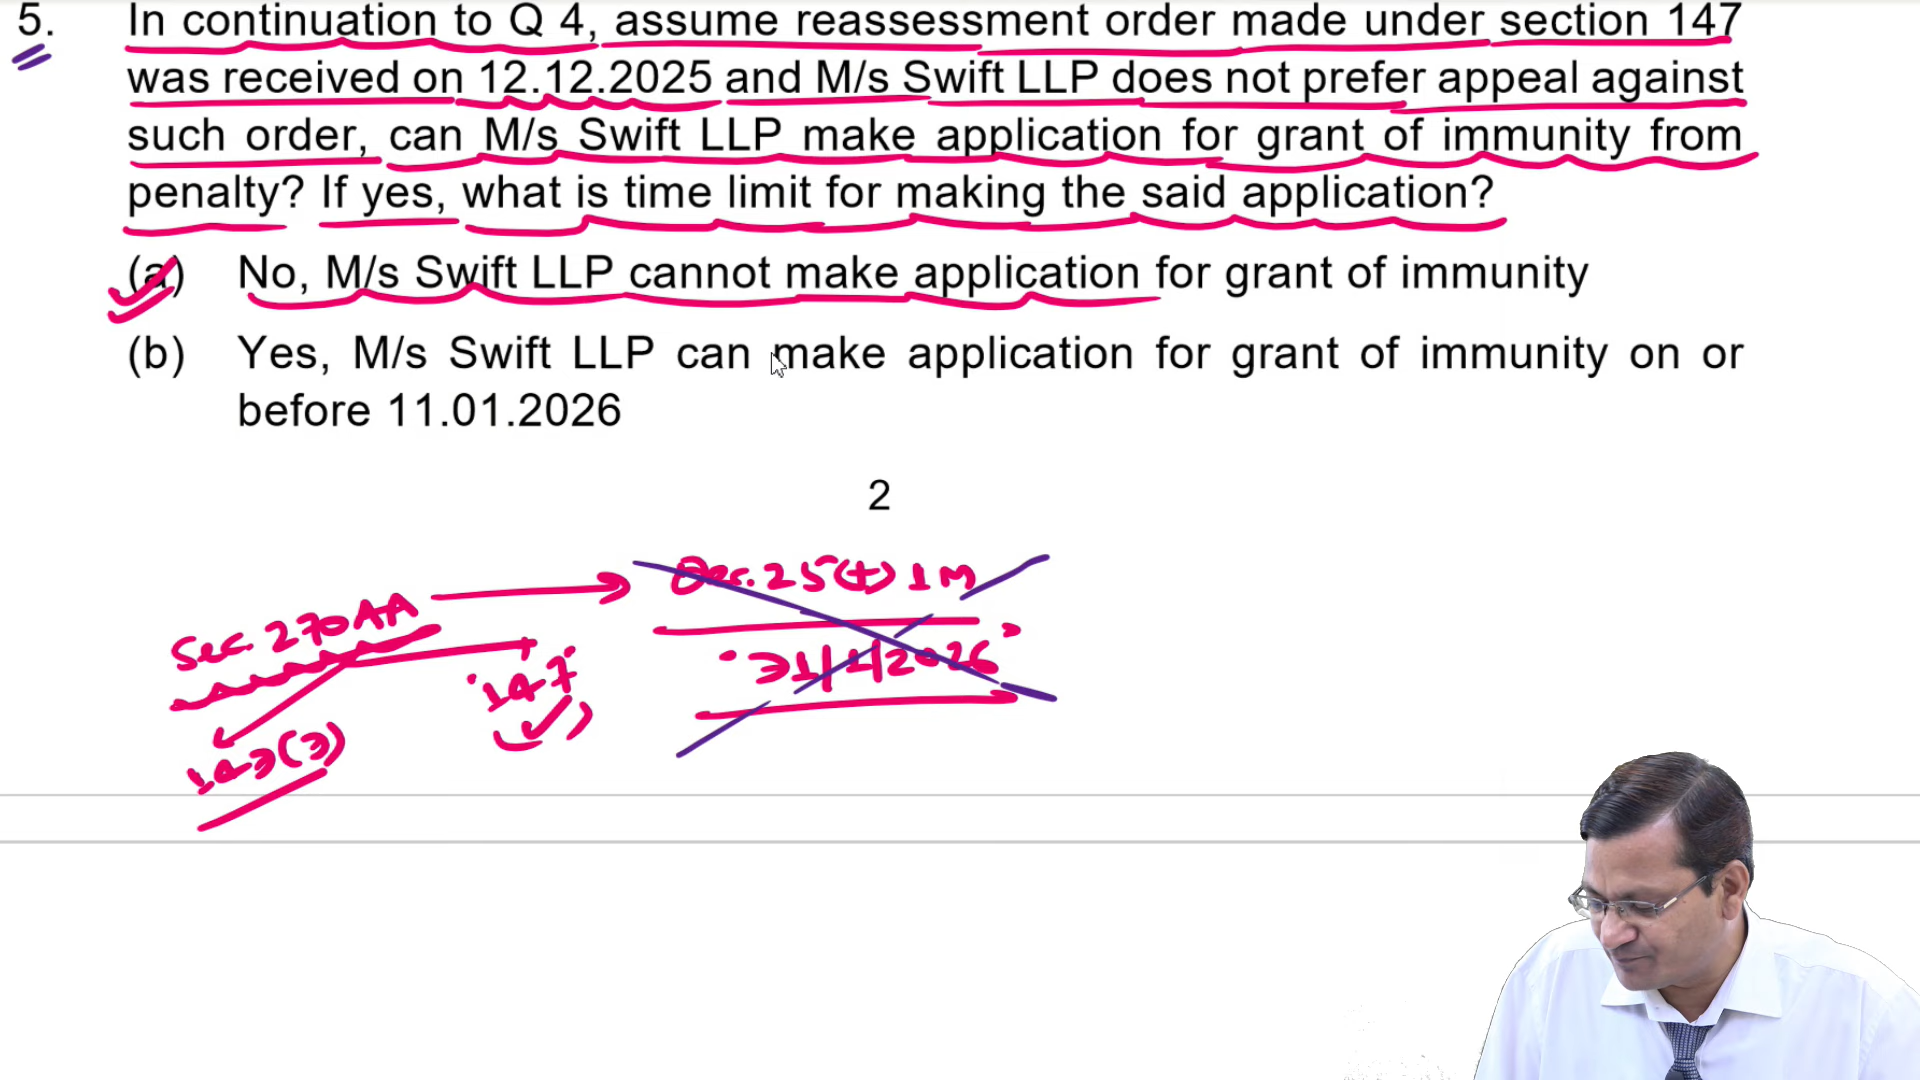 5. In continuation to Q 4, assume reassessment order made under section 147
was received on 12.12.2025 and M/s Swift LLP does not prefer appeal against
such order, can M/s Swift LLP make application for grant of immunity from
penalty? If yes, what is time limit for making the said application?
(a) No, M/s Swift LLP cannot make application for grant of immunity
(b) Yes, M/s Swift LLP can make application for grant of immunity on or
before 11.01.2026
2
Dec. 25 (+) 1 M
Sec. 270AA
31/1/2026
147
143(3)